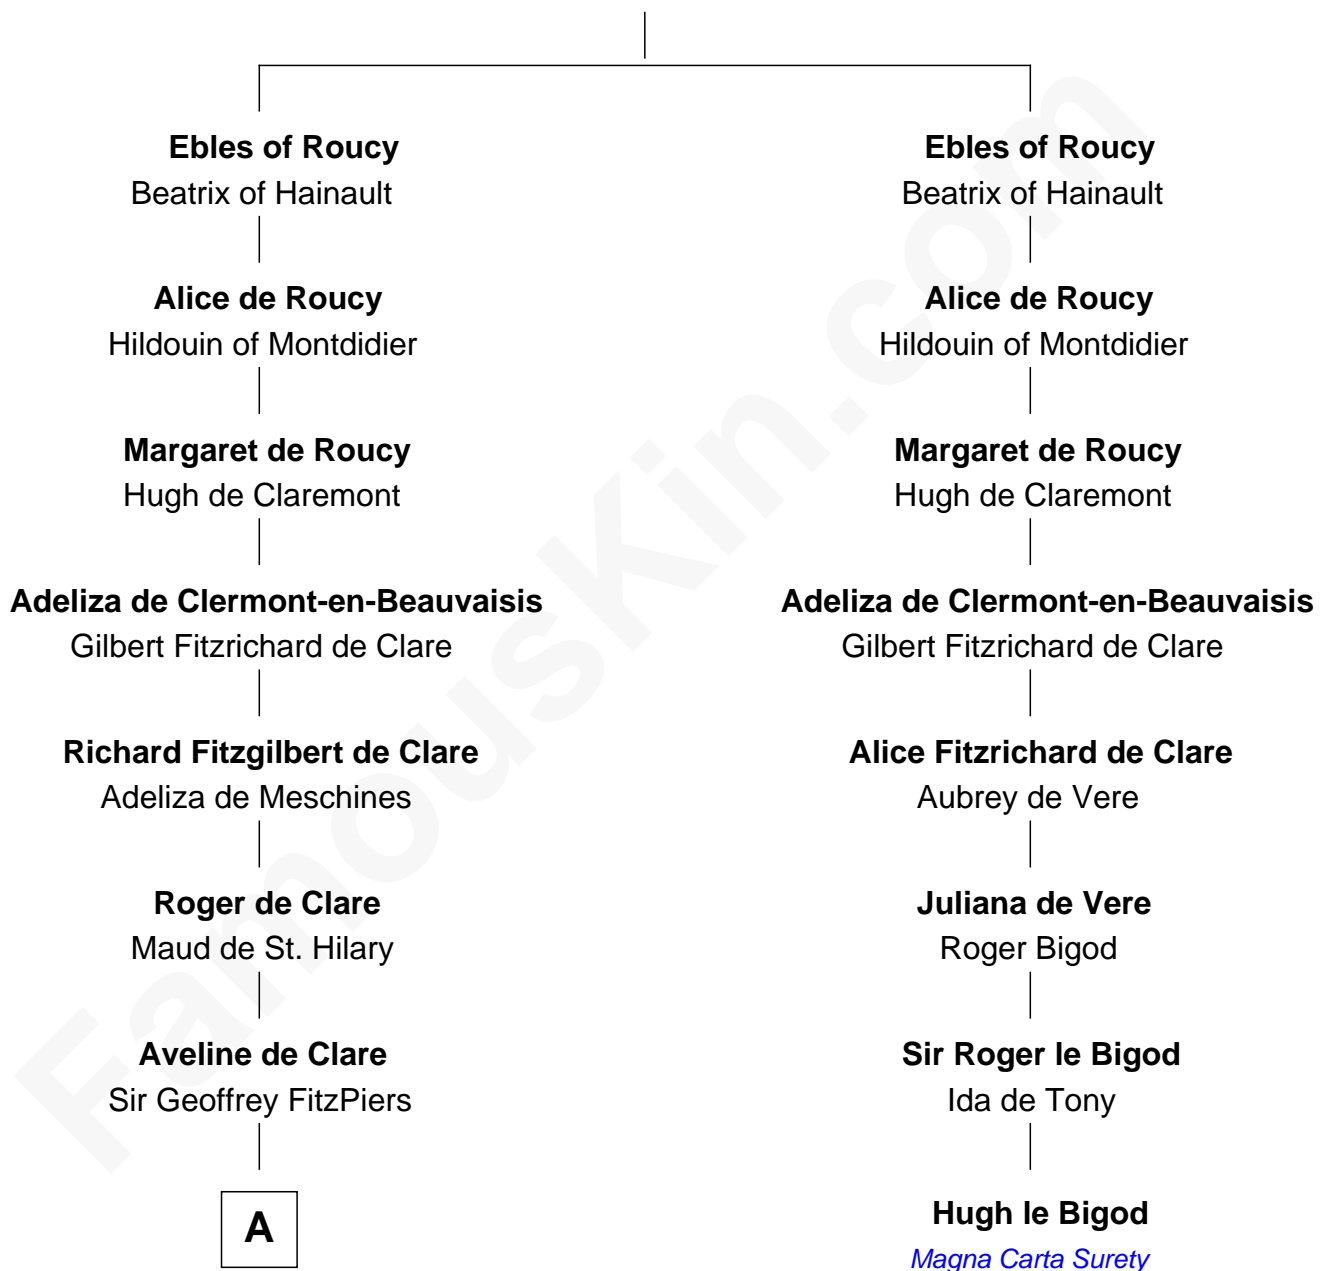 Ebles of Roucy
Beatrix of Hainault
Alice de Roucy
Hildouin of Montdidier
Margaret de Roucy
Hugh de Claremont
Adeliza de Clermont-en-Beauvaisis
Gilbert Fitzrichard de Clare
Richard Fitzgilbert de Clare
Adeliza de Meschines
Roger de Clare
Maud de St. Hilary
Aveline de Clare
Sir Geoffrey FitzPiers
A
Ebles of Roucy
Beatrix of Hainault
Alice de Roucy
Hildouin of Montdidier
Margaret de Roucy
Hugh de Claremont
Adeliza de Clermont-en-Beauvaisis
Gilbert Fitzrichard de Clare
Alice Fitzrichard de Clare
Aubrey de Vere
Juliana de Vere
Roger Bigod
Sir Roger le Bigod
Ida de Tony
Hugh le Bigod
Magna Carta Surety
FamousKin.com